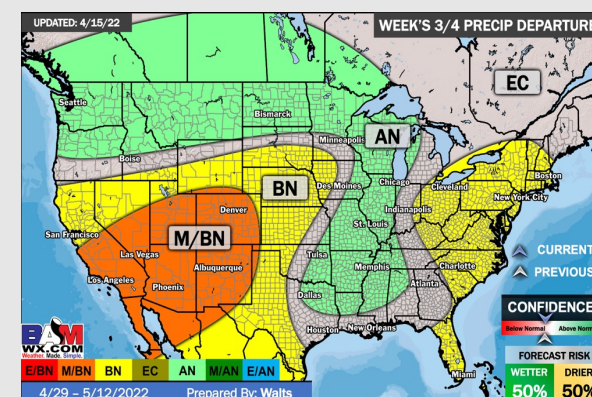 UPDATED: 4/15/22
WEEK'S 3/4 PRECIP DEPARTURE
EC
Seattle
Bismarck
AN
Minneapolis
Boise
BN
Des Moines
Chicago
Cleveland
Boston
New York City
Denver
Indianapolis
St. Louis
M/BN
San Francisco
Las Vegas
Albuquerque
Tulsa
Memphis
Charlotte
CURRENT
PREVIOUS
Los Angeles
Phoenix
Dallas
Atlanta
Houston
New Orleans
CONFIDENCE
Below Normal Above Norm
BAM
WX.COM
Weather. Made. Simple.
FORECAST RISK
E/BN M/BN BN EC AN M/AN E/AN
Miami
WETTER DRIER
4/29 – 5/12/2022 Prepared By: Walts
50% 50%